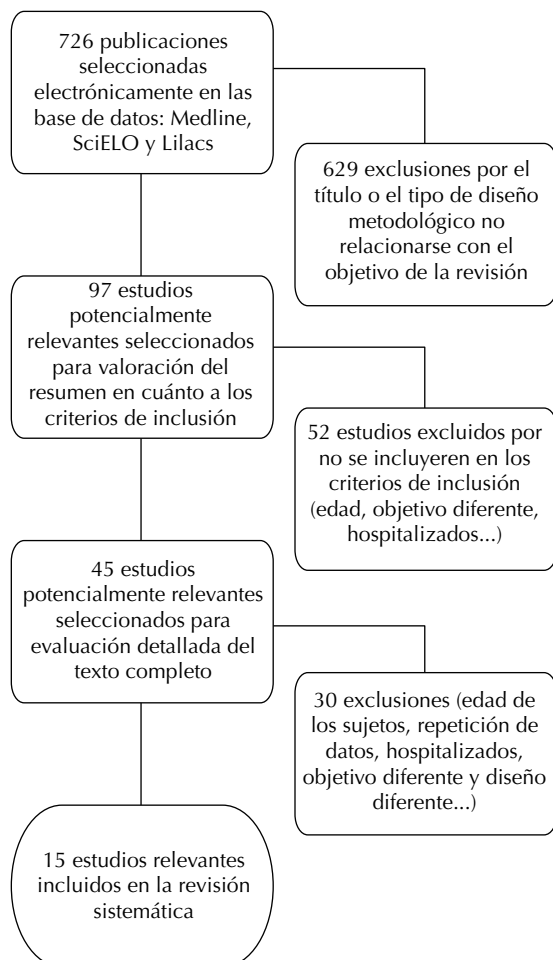 726 publicaciones
seleccionadas
electrónicamente en las
base de datos: Medline,
SciELO y Lilacs
629 exclusiones por el
título o el tipo de diseño
metodológico no
relacionarse con el
objetivo de la revisión
97 estudios
potencialmente
relevantes seleccionados
para valoración del
resumen en cuánto a los
criterios de inclusión
52 estudios excluidos por
no se incluyeren en los
criterios de inclusión
(edad, objetivo diferente,
hospitalizados...)
45 estudios
potencialmente relevantes
seleccionados para
evaluación detallada del
texto completo
30 exclusiones (edad de
los sujetos, repetición de
datos, hospitalizados,
objetivo diferente y diseño
diferente...)
15 estudios relevantes
incluidos en la revisión
sistemática